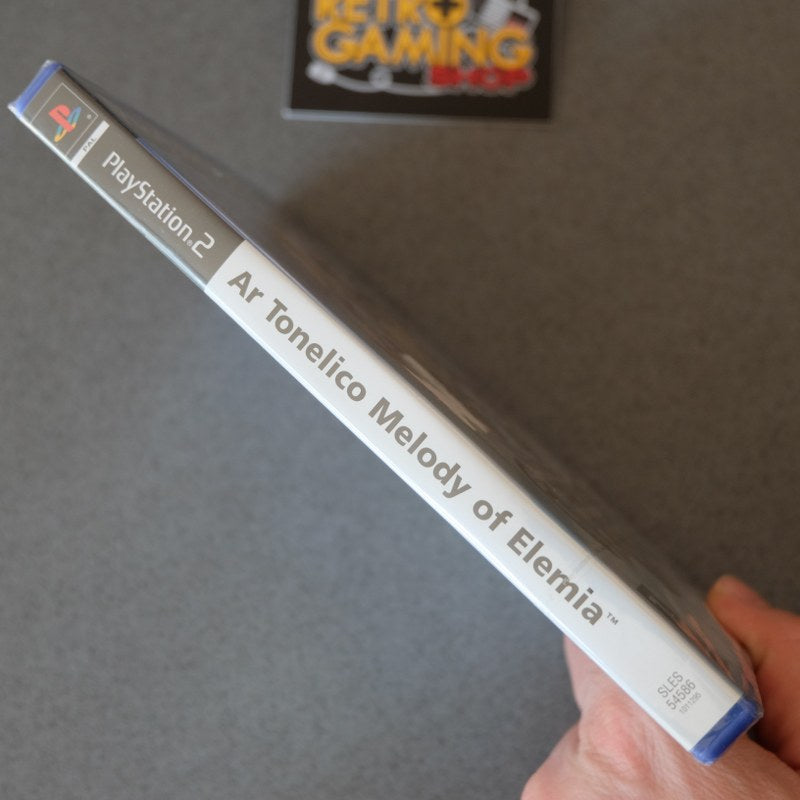 RETRO
GAMING
SHOP
PAL
PlayStation®2
Ar Tonelico Melody of Elemia™
SLES
54586